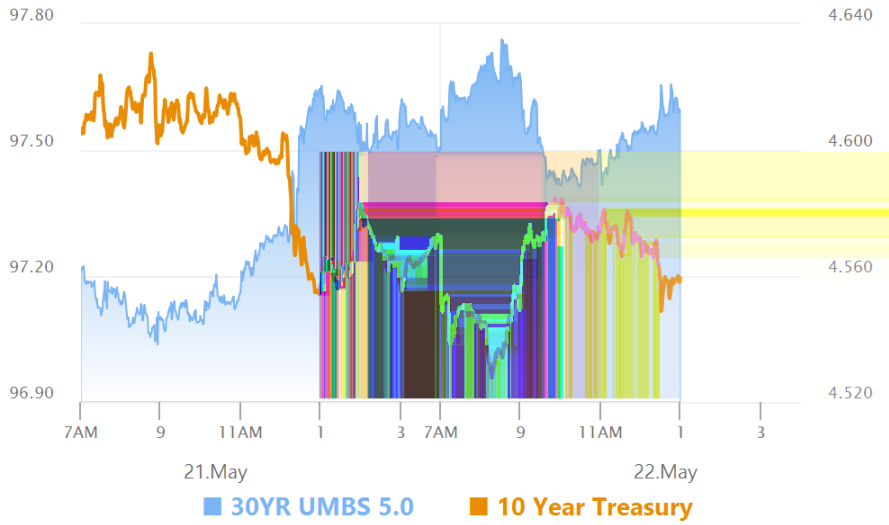 97.80 4.640
97.50 4.600
97.20 4.560
96.90 4.520
7AM 9 11AM 1 3 7AM 9 11AM 1 3
21.May 22.May
30YR UMBS 5.0 10 Year Treasury